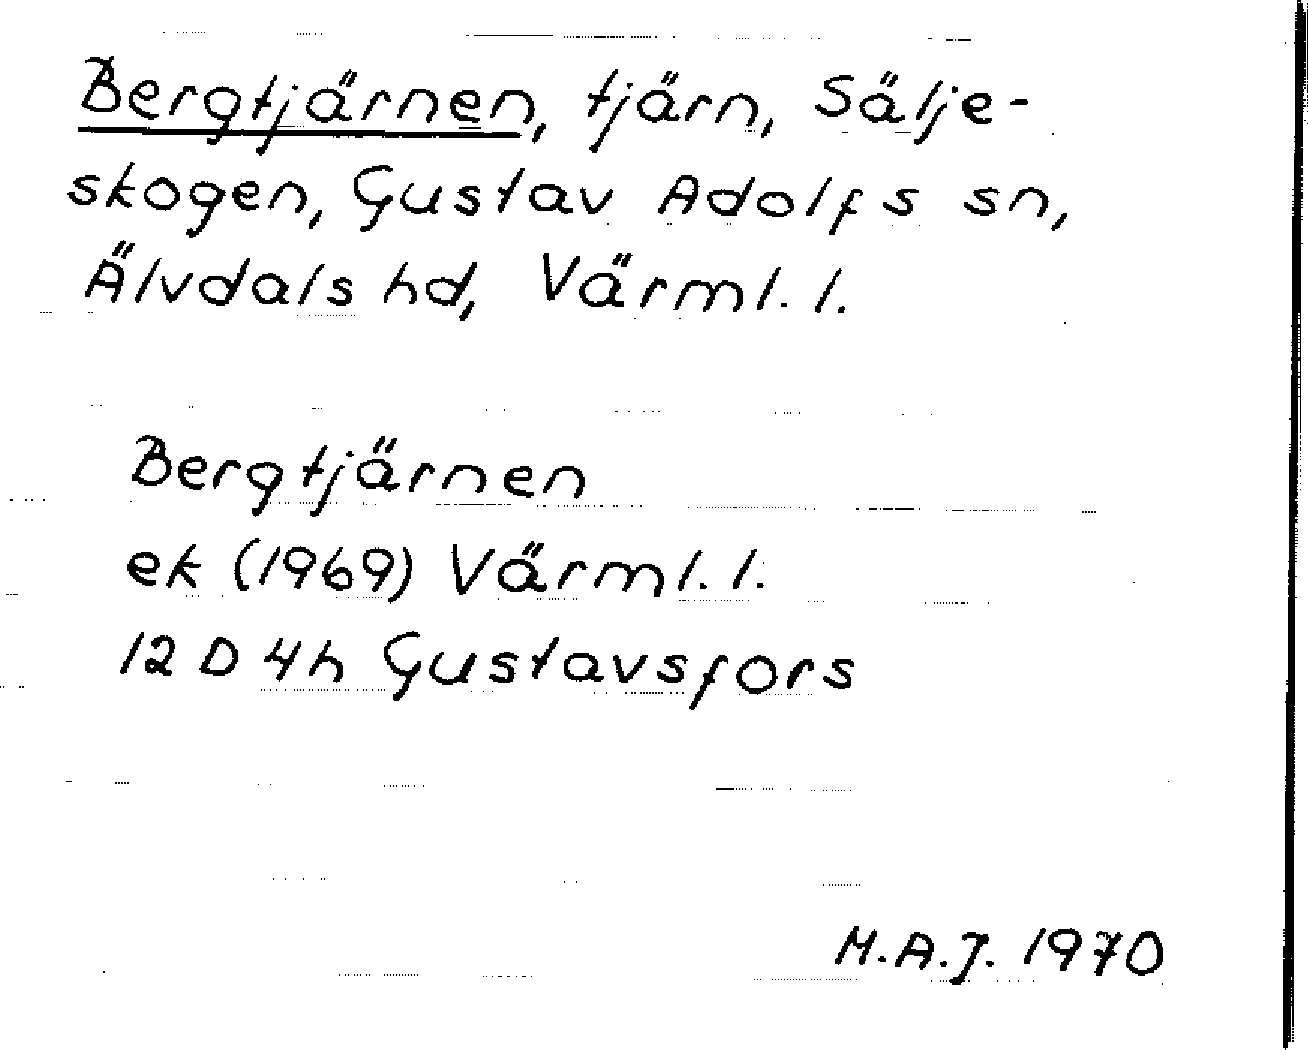 Bergtjärnen, tjärn, Sälje-
skogen, Gustav Adolfs sn,
Älvdals hd, Värml. l.
Bergtjärnen
ek (1969) Värml. l.
12 D 4h Gustavsfors
M.A.J. 1970